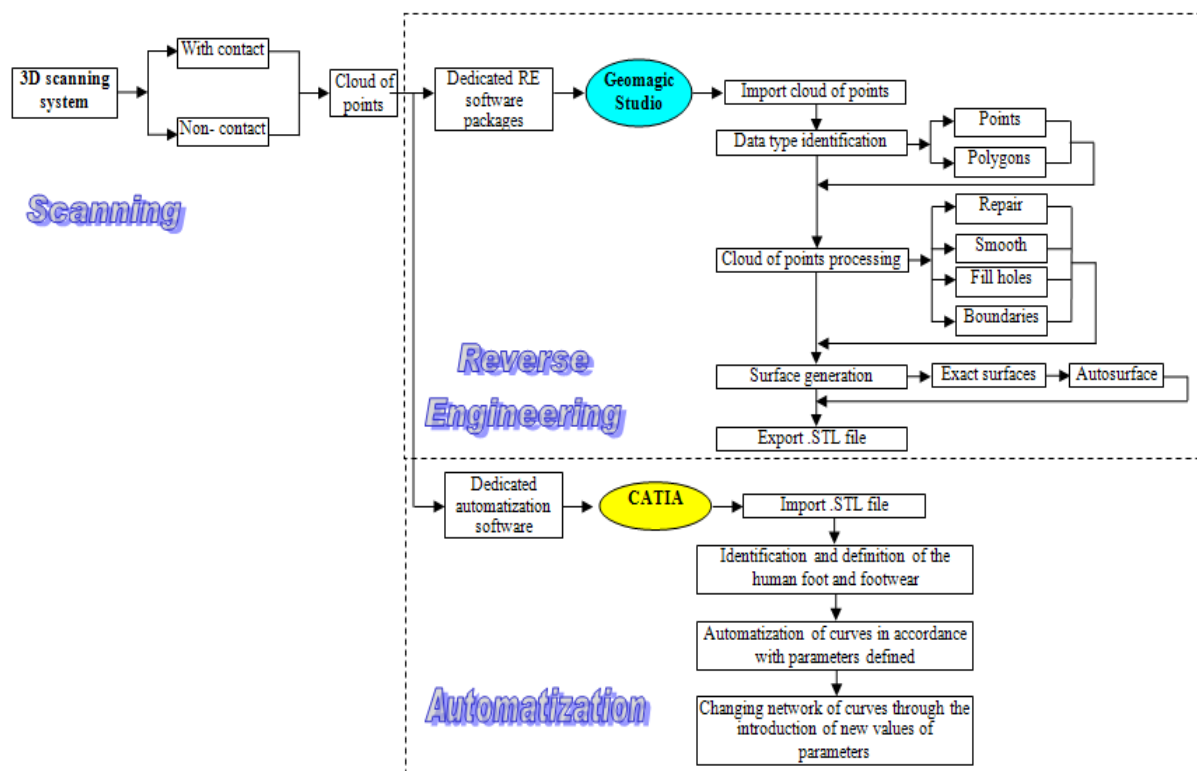 3D scanning
system
With contact
Non- contact
Cloud of
points
Scanning
Dedicated RE
software
packages
Geomagic
Studio
Import cloud of points
Data type identification
Points
Polygons
Cloud of points processing
Repair
Smooth
Fill holes
Boundaries
Surface generation
Exact surfaces
Autosurface
Export .STL file
Reverse
Engineering
Dedicated
automatization
software
CATIA
Import .STL file
Identification and definition of the
human foot and footwear
Automatization of curves in accordance
with parameters defined
Changing network of curves through the
introduction of new values of
parameters
Automatization